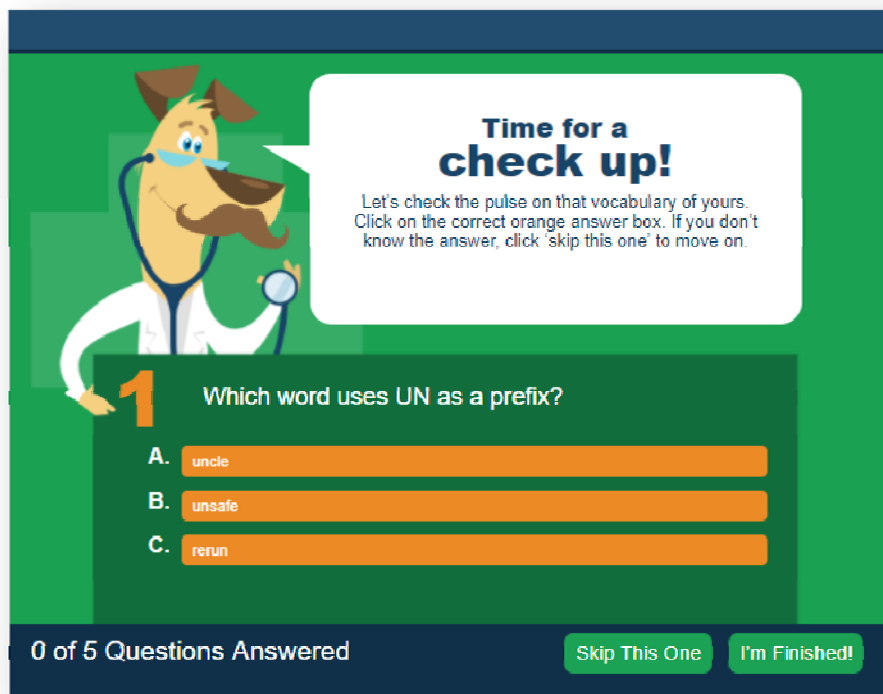 Time for a
check up!
Let's check the pulse on that vocabulary of yours.
Click on the correct orange answer box. If you don't
know the answer, click 'skip this one' to move on.
1 Which word uses UN as a prefix?
A. uncle
B. unsafe
C. rerun
0 of 5 Questions Answered Skip This One I'm Finished!